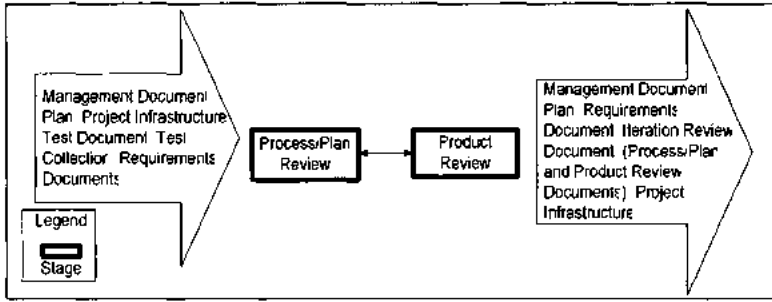 Management Document
Plan Project Infrastructure
Test Document Test
Collection Requirements
Documents
Process/Plan
Review
Product
Review
Management Document
Plan Requirements
Document Iteration Review
Document (Process/Plan
and Product Review
Documents) Project
Infrastructure
Legend
Stage